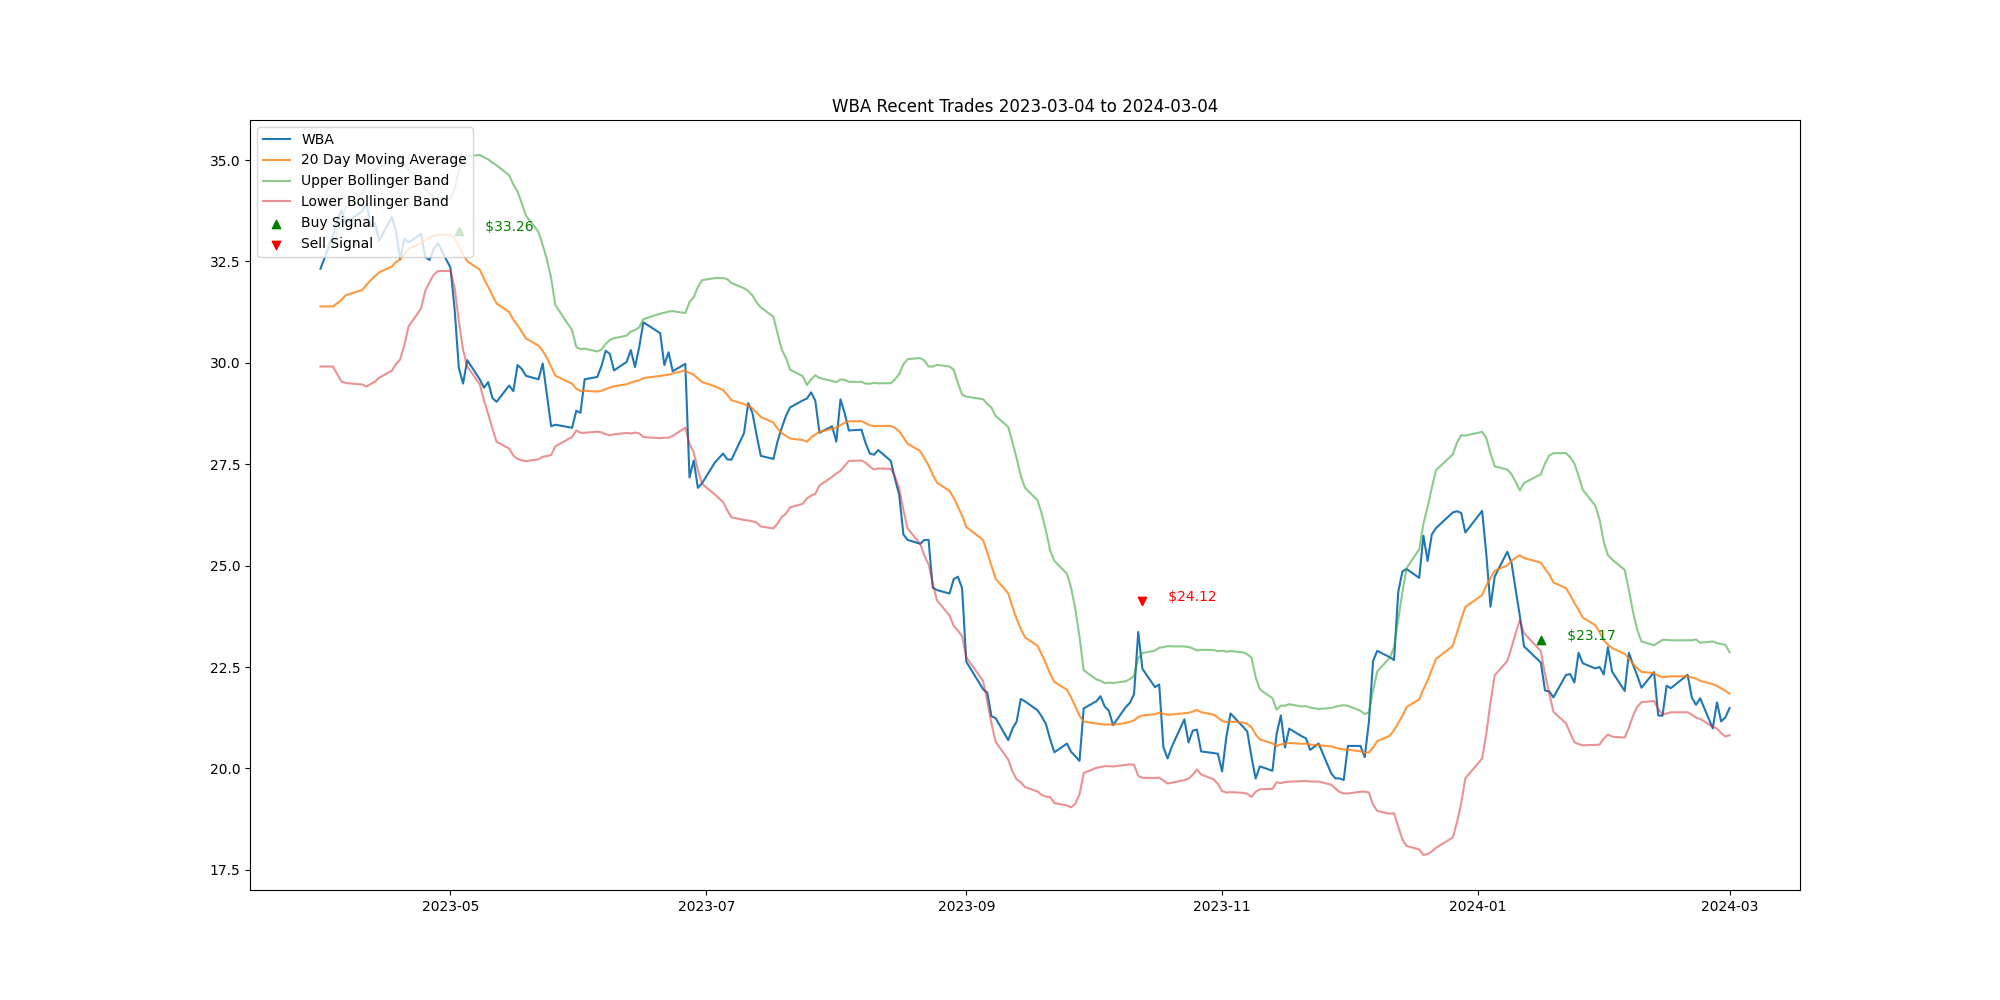 WBA Recent Trades 2023-03-04 to 2024-03-04
WBA
20 Day Moving Average
Upper Bollinger Band
Lower Bollinger Band
Buy Signal
Sell Signal
$33.26
$24.12
$23.17
35.0
32.5
30.0
27.5
25.0
22.5
20.0
17.5
2023-05
2023-07
2023-09
2023-11
2024-01
2024-03